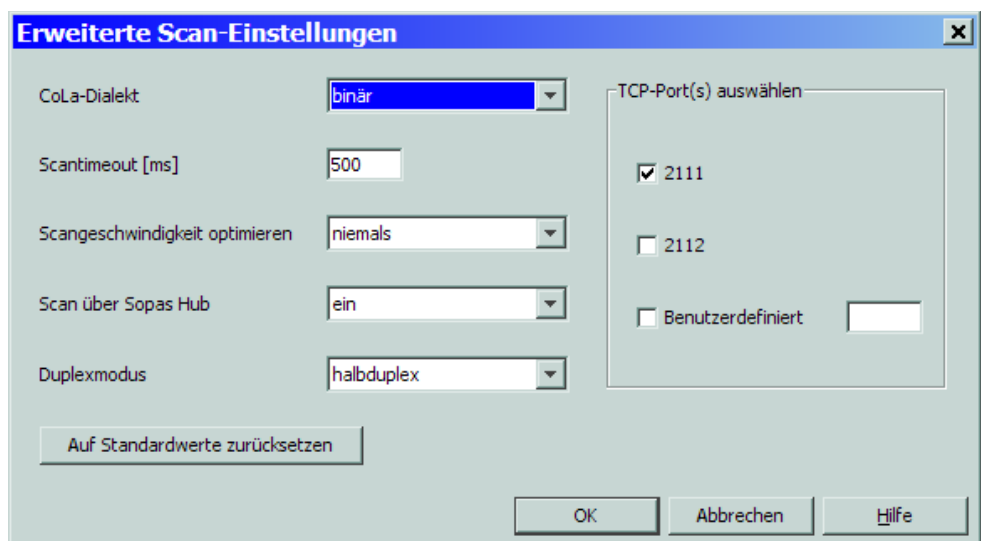 Erweiterte Scan-Einstellungen
CoLa-Dialekt
binär
Scantimeout [ms]
500
Scangeschwindigkeit optimieren
niemals
Scan über Sopas Hub
ein
Duplexmodus
halbduplex
Auf Standardwerte zurücksetzen
TCP-Port(s) auswählen
2111
2112
Benutzerdefiniert
OK
Abbrechen
Hilfe